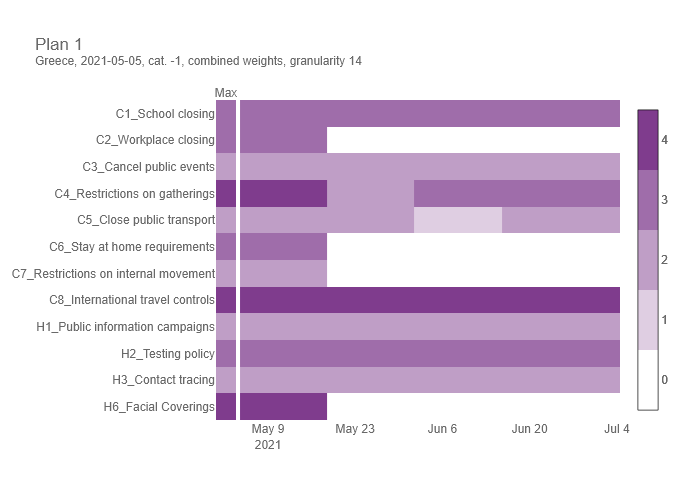 Plan 1
Greece, 2021-05-05, cat. -1, combined weights, granularity 14
Max
C1_School closing
C2_Workplace closing
C3_Cancel public events
C4_Restrictions on gatherings
C5_Close public transport
C6_Stay at home requirements
C7_Restrictions on internal movement
C8_International travel controls
H1_Public information campaigns
H2_Testing policy
H3_Contact tracing
H6_Facial Coverings
May 9 May 23 Jun 6 Jun 20 Jul 4
2021
4
3
2
1
0